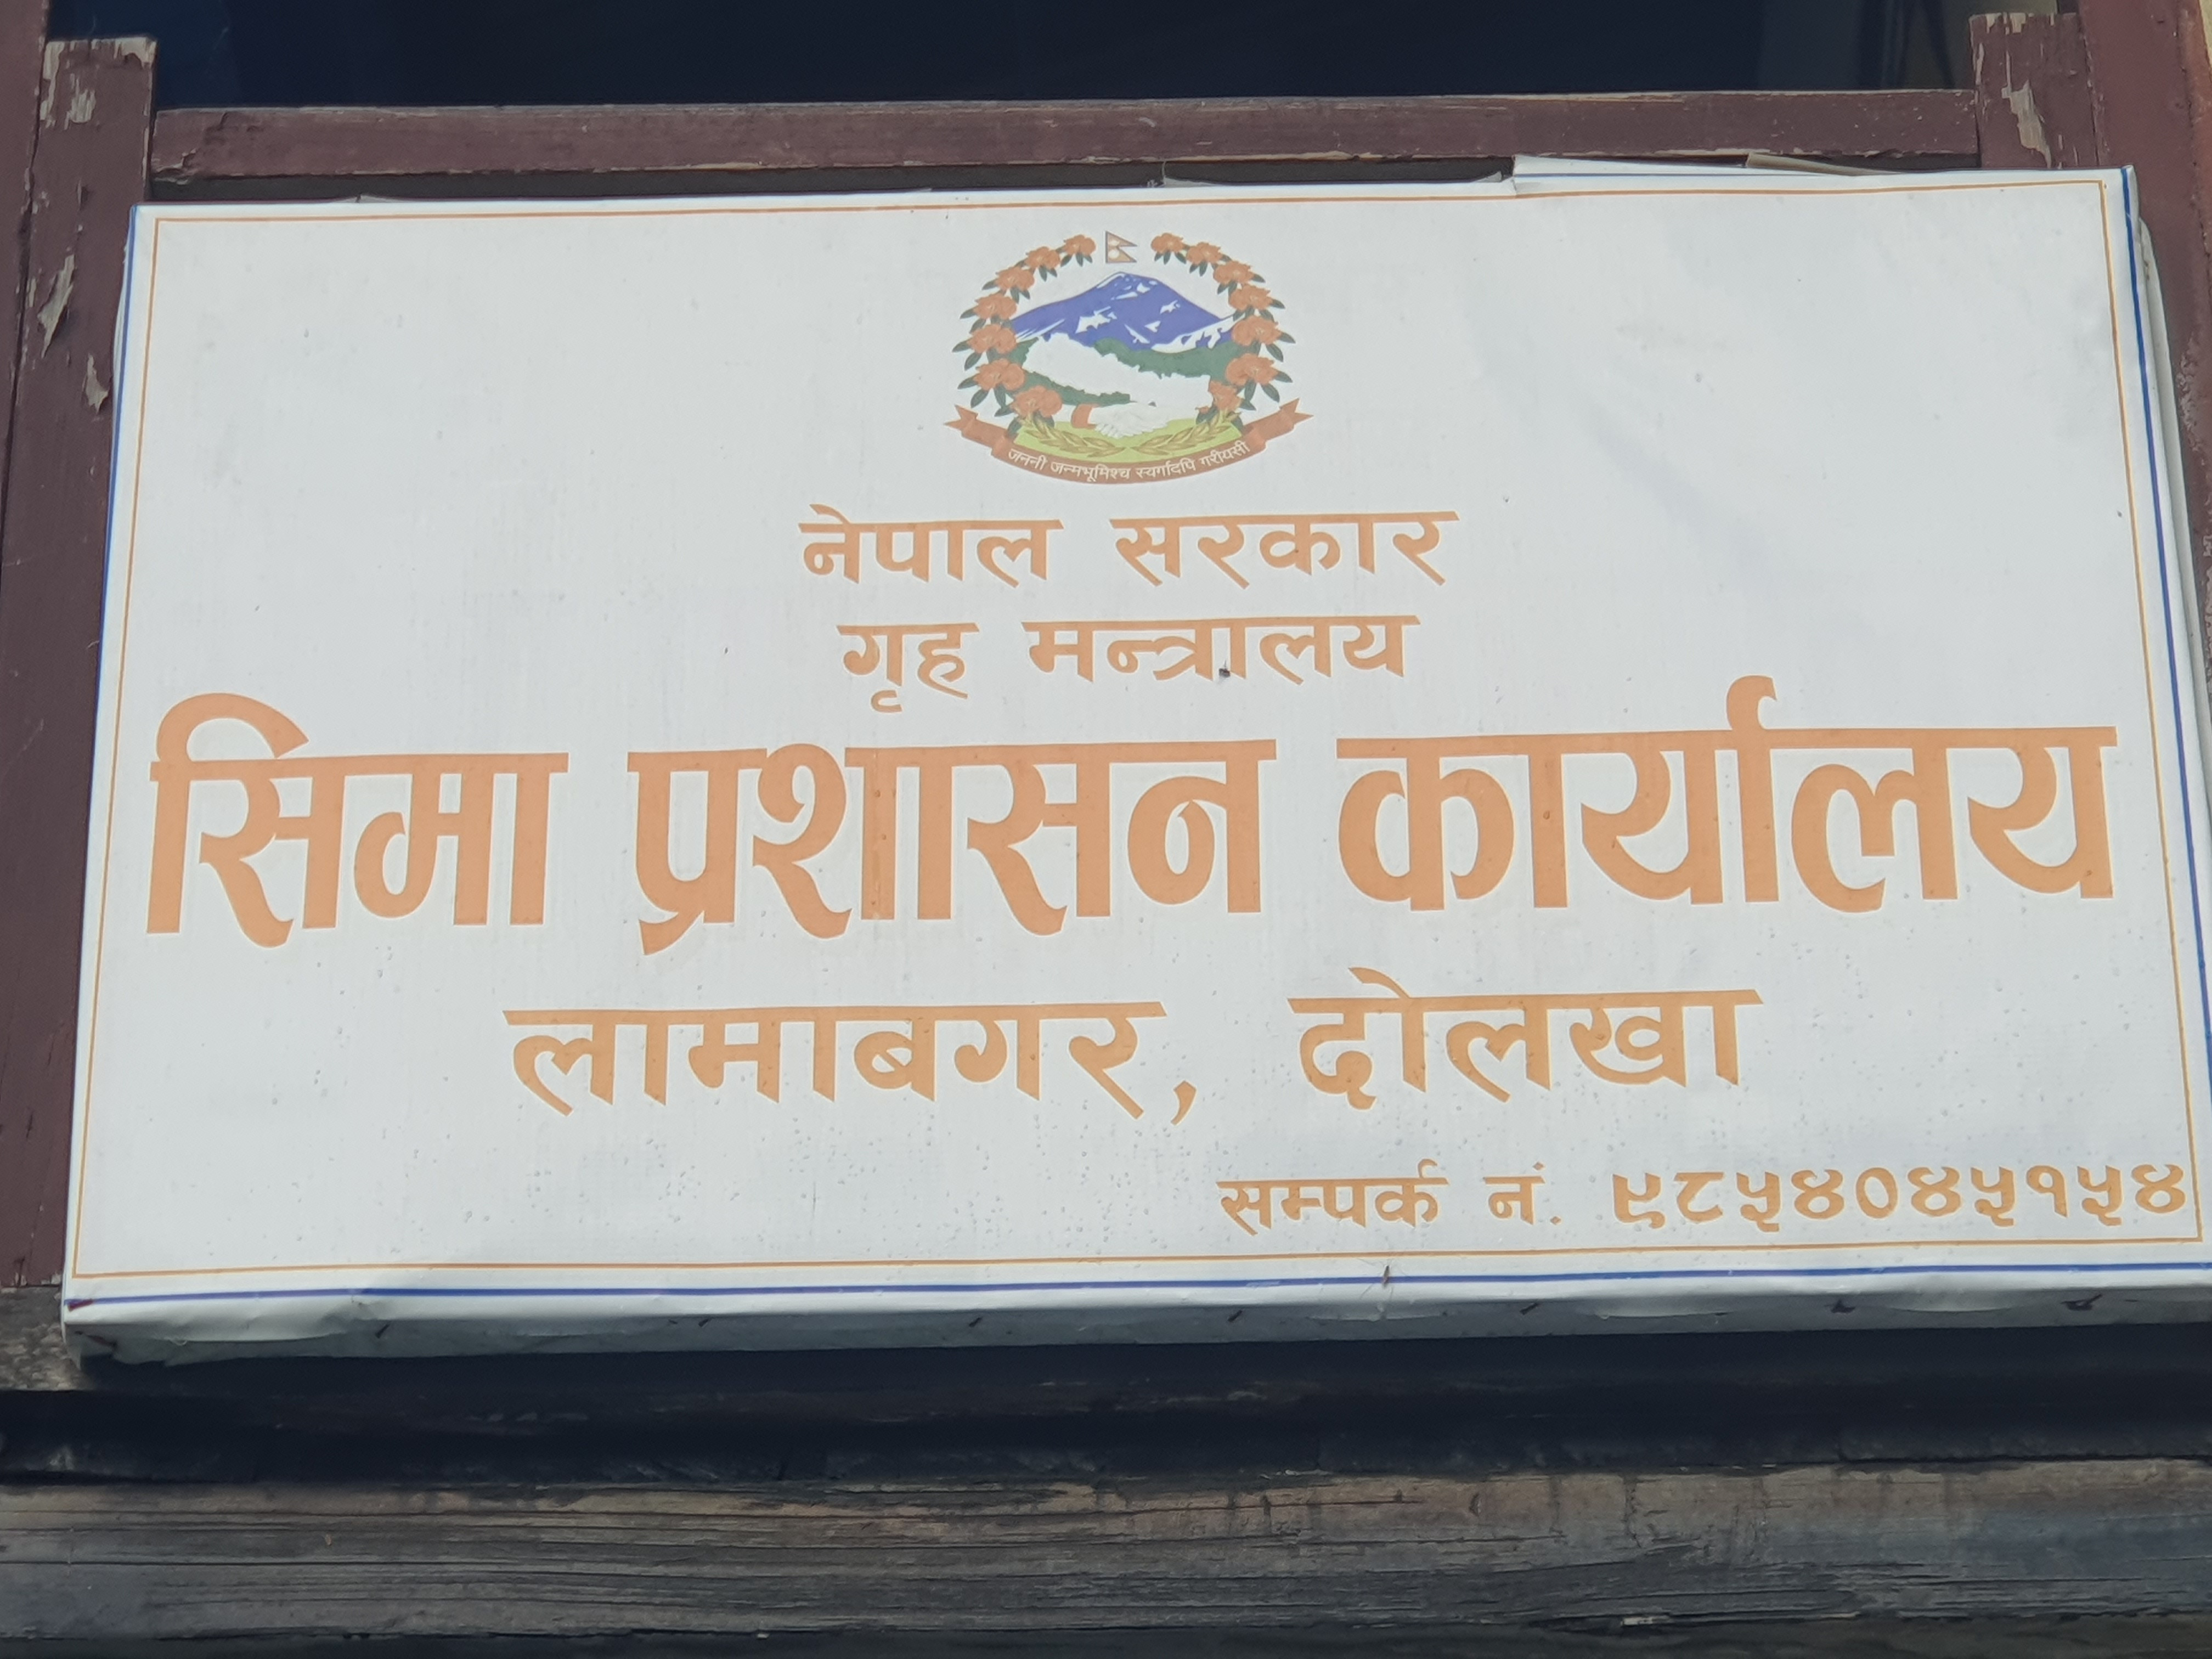 जननी जन्मभूमिश्च स्वर्गादपि गरीयसी
नेपाल सरकार
गृह मन्त्रालय
सिमा प्रशासन कार्यालय
लामाबगर, दोलखा
सम्पर्क नं. ९८५४०४५१५४